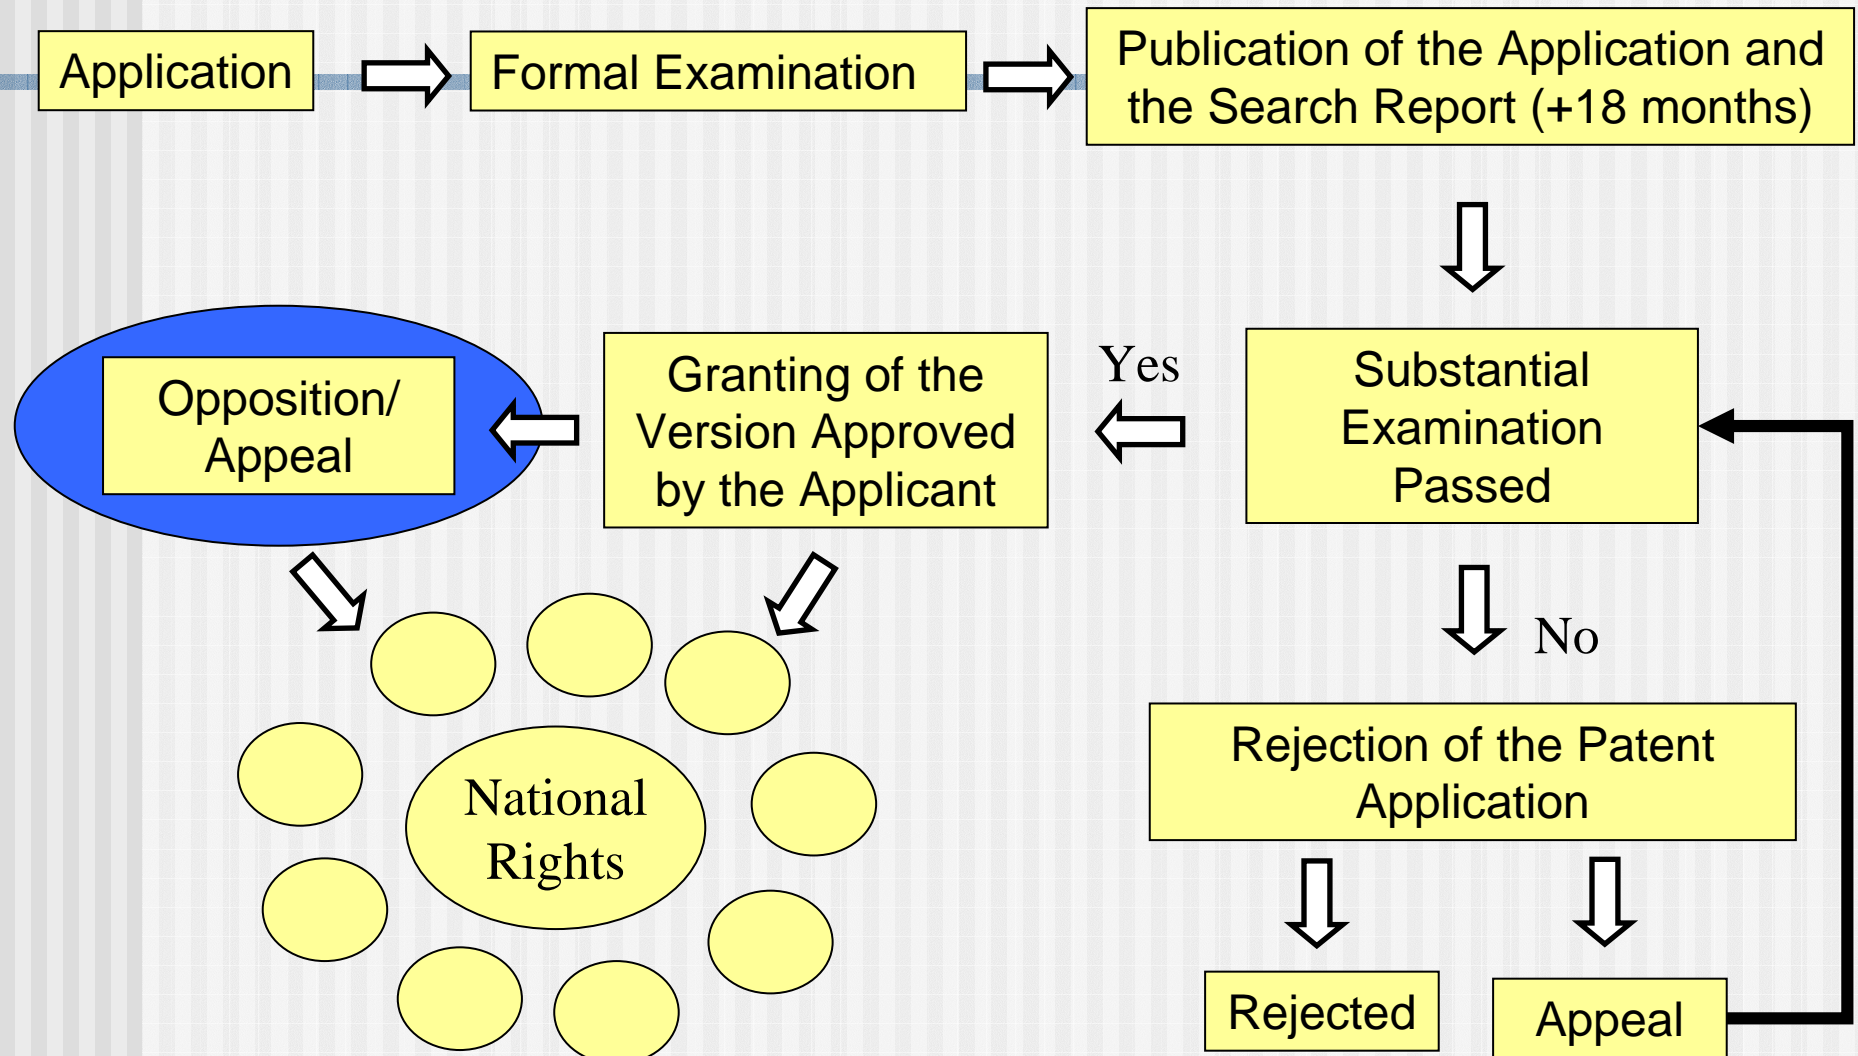 Application
Formal Examination
Publication of the Application and
the Search Report (+18 months)
Opposition/
Appeal
Granting of the
Version Approved
by the Applicant
Yes
Substantial
Examination
Passed
No
National
Rights
Rejection of the Patent
Application
Rejected
Appeal